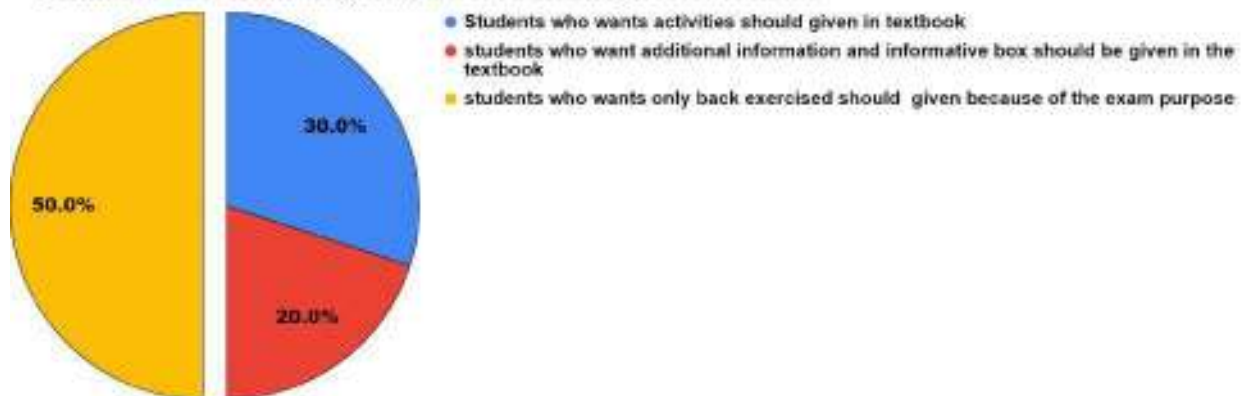 Students who wants activities should given in textbook
students who want additional information and informative box should be given in the
textbook
students who wants only back exercised should given because of the exam purpose
30.0%
50.0%
20.0%